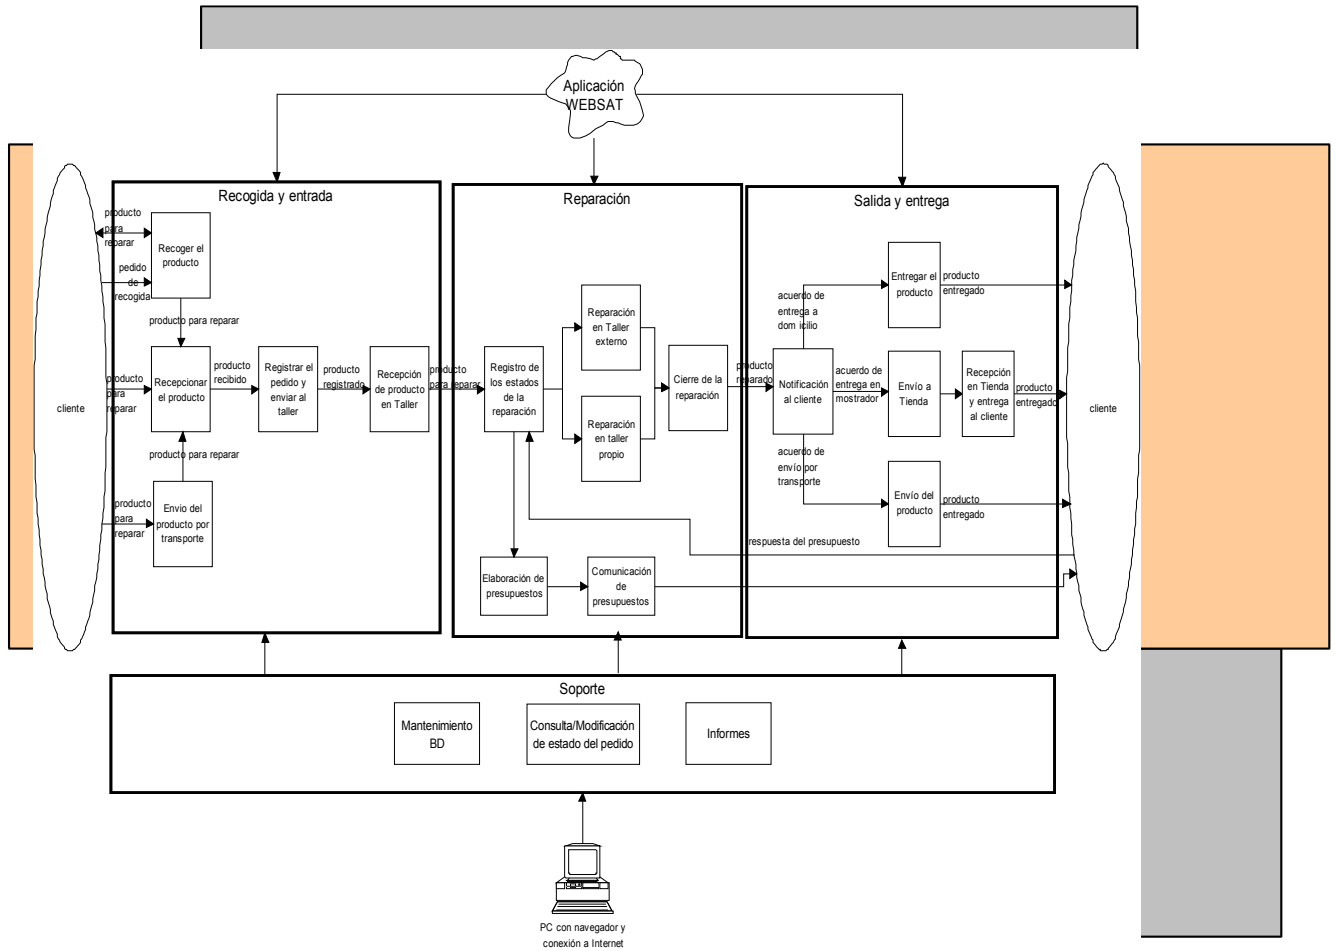 Aplicación
WEBSAT
Recogida y entrada
Reparación
Salida y entrega
cliente
producto
para
reparar
pedido
de
recogida
Recoger el
producto
producto para reparar
producto
para
reparar
Recepcionar
el producto
producto
recibido
Registrar el
pedido y
enviar al
taller
producto
registrado
Recepción
de producto
en Taller
producto para reparar
producto
para
reparar
Envio del
producto por
transporte
producto
para reparar
Registro de
los estados
de la
reparación
Reparación
en Taller
externo
Reparación
en taller
propio
Cierre de la
reparación
Elaboración de
presupuestos
Comunicación
de
presupuestos
producto
reparado
Notificación
al cliente
acuerdo de
entrega a
dom icilio
Entregar el
producto
producto
entregado
acuerdo de
entrega en
mostrador
Envío a
Tienda
Recepción
en Tienda
y entrega
al cliente
producto
entregado
acuerdo de
envío por
transporte
Envío del
producto
producto
entregado
respuesta del presupuesto
cliente
Soporte
Mantenimiento
BD
Consulta/Modificación
de estado del pedido
Informes
PC con navegador y
conexión a Internet